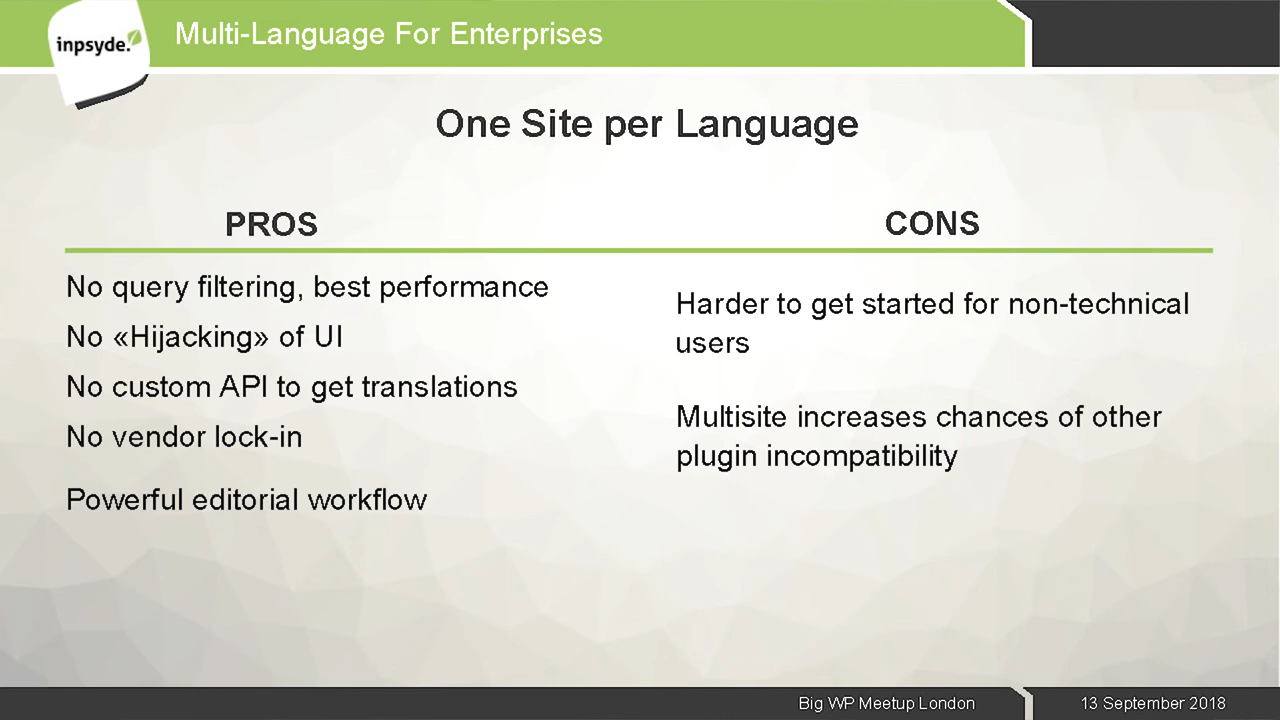 inpsyde.
Multi-Language For Enterprises
One Site per Language
PROS
No query filtering, best performance
No «Hijacking» of UI
No custom API to get translations
No vendor lock-in
Powerful editorial workflow
CONS
Harder to get started for non-technical
users
Multisite increases chances of other
plugin incompatibility
Big WP Meetup London
13 September 2018